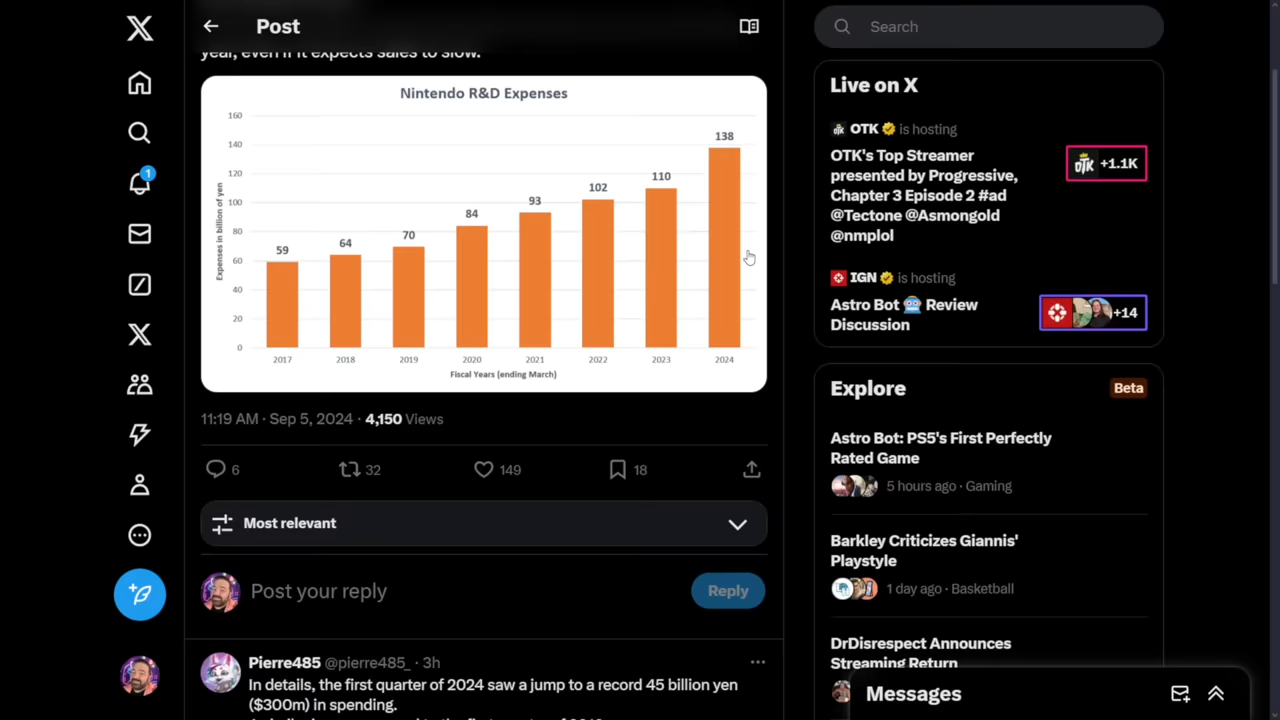 Post
year, even if it expects sales to slow.
Nintendo R&D Expenses
Expenses in billion of yen
160
140
120
100
80
60
40
20
0
59
64
70
84
93
102
110
138
2017
2018
2019
2020
2021
2022
2023
2024
Fiscal Years (ending March)
11:19 AM · Sep 5, 2024 · 4,150 Views
6
32
149
18
Most relevant
Post your reply
Reply
Pierre485 @pierre485_ · 3h
In details, the first quarter of 2024 saw a jump to a record 45 billion yen
($300m) in spending.
1
Search
Live on X
OTK is hosting
OTK's Top Streamer
presented by Progressive,
Chapter 3 Episode 2 #ad
@Tectone @Asmongold
@nmplol
OTK +1.1K
IGN is hosting
Astro Bot 🤖 Review
Discussion
+14
Explore
Beta
Astro Bot: PS5's First Perfectly
Rated Game
5 hours ago · Gaming
Barkley Criticizes Giannis'
Playstyle
1 day ago · Basketball
DrDisrespect Announces
Streaming Return
Messages